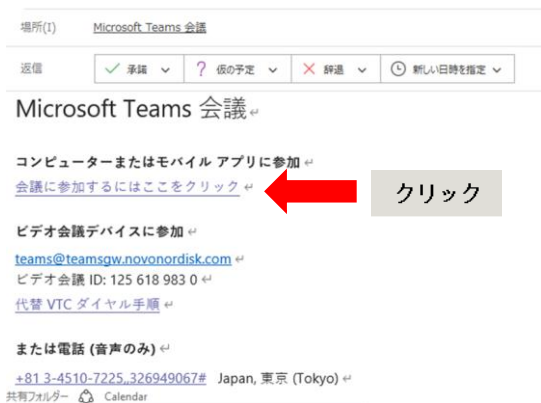 場所(I) Microsoft Teams 会議
返信 承諾 ? 仮の予定 辞退 新しい日時を指定
Microsoft Teams 会議
コンピューターまたはモバイル アプリに参加
会議に参加するにはここをクリック クリック
ビデオ会議デバイスに参加
teams@teamsgw.novonordisk.com
ビデオ会議 ID: 125 618 983 0
代替 VTC ダイヤル手順
または電話 (音声のみ)
+81 3-4510-7225,,326949067# Japan, 東京 (Tokyo)
共有フォルダー Calendar